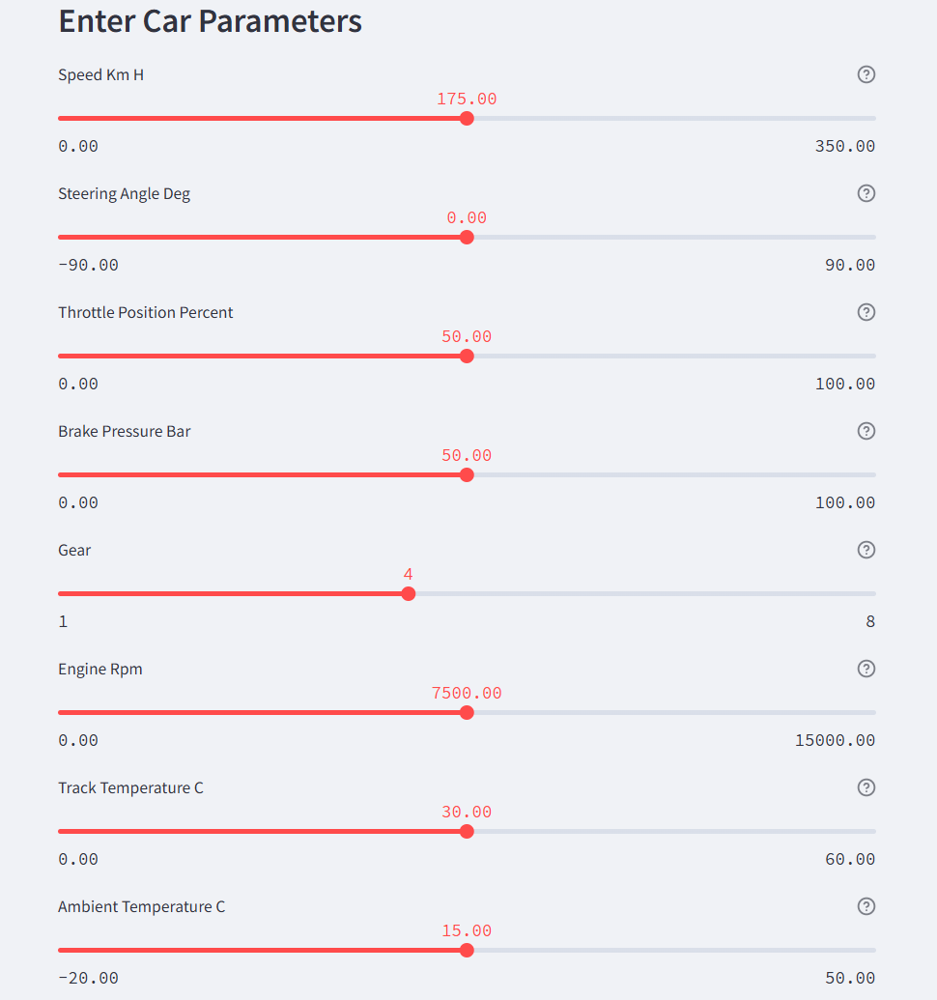 Enter Car Parameters
Speed Km H
175.00
0.00 350.00
Steering Angle Deg
0.00
-90.00 90.00
Throttle Position Percent
50.00
0.00 100.00
Brake Pressure Bar
50.00
0.00 100.00
Gear
4
1 8
Engine Rpm
7500.00
0.00 15000.00
Track Temperature C
30.00
0.00 60.00
Ambient Temperature C
15.00
-20.00 50.00